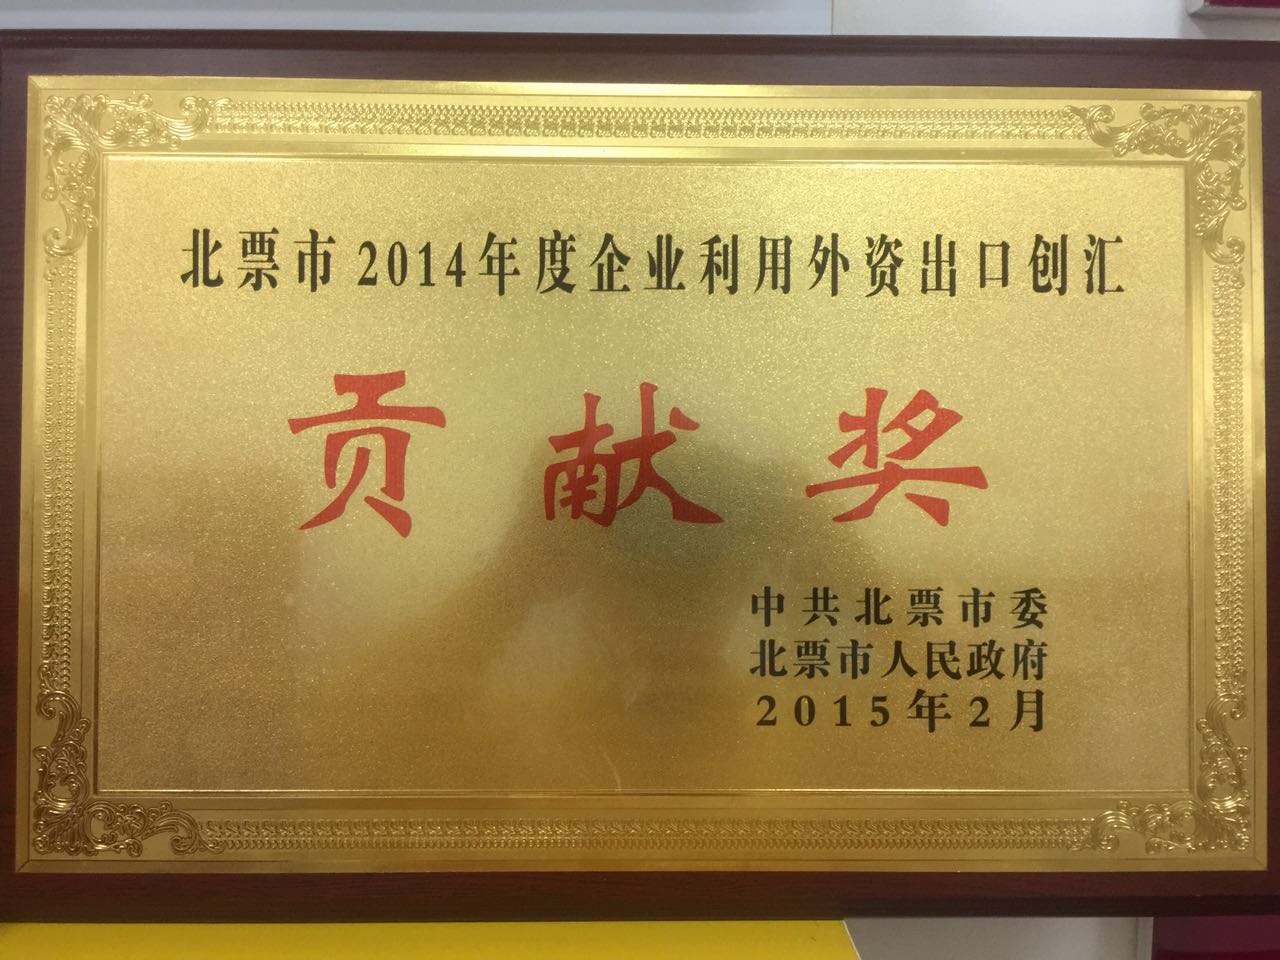 北票市2014年度企业利用外资出口创汇
贡献奖
中共北票市委
北票市人民政府
2015年2月